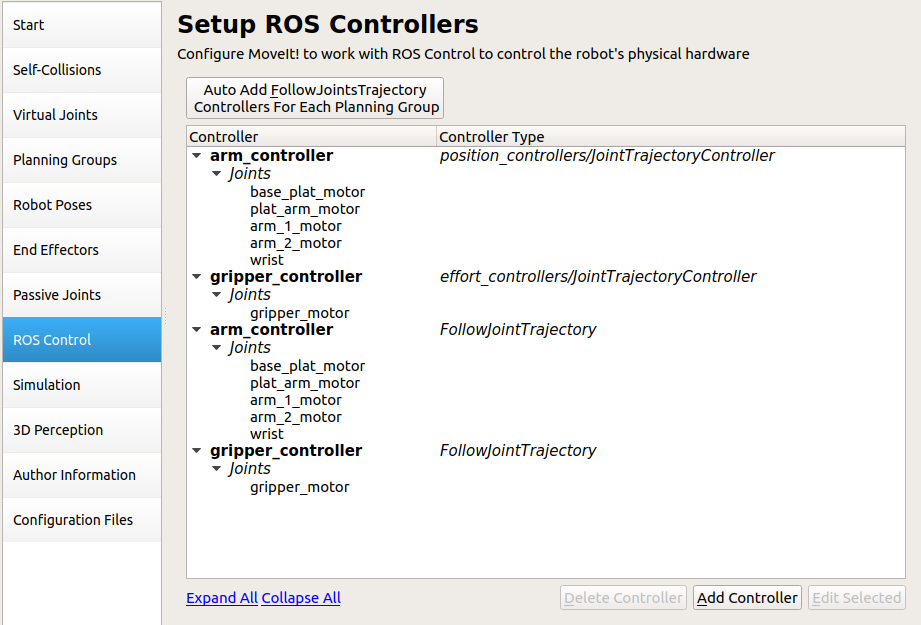 Start
Self-Collisions
Virtual Joints
Planning Groups
Robot Poses
End Effectors
Passive Joints
ROS Control
Simulation
3D Perception
Author Information
Configuration Files
Setup ROS Controllers
Configure MoveIt! to work with ROS Control to control the robot's physical hardware
Auto Add FollowJointsTrajectory
Controllers For Each Planning Group
Controller Controller Type
arm_controller position_controllers/JointTrajectoryController
Joints
base_plat_motor
plat_arm_motor
arm_1_motor
arm_2_motor
wrist
gripper_controller effort_controllers/JointTrajectoryController
Joints
gripper_motor
arm_controller FollowJointTrajectory
Joints
base_plat_motor
plat_arm_motor
arm_1_motor
arm_2_motor
wrist
gripper_controller FollowJointTrajectory
Joints
gripper_motor
Expand All Collapse All Delete Controller Add Controller Edit Selected